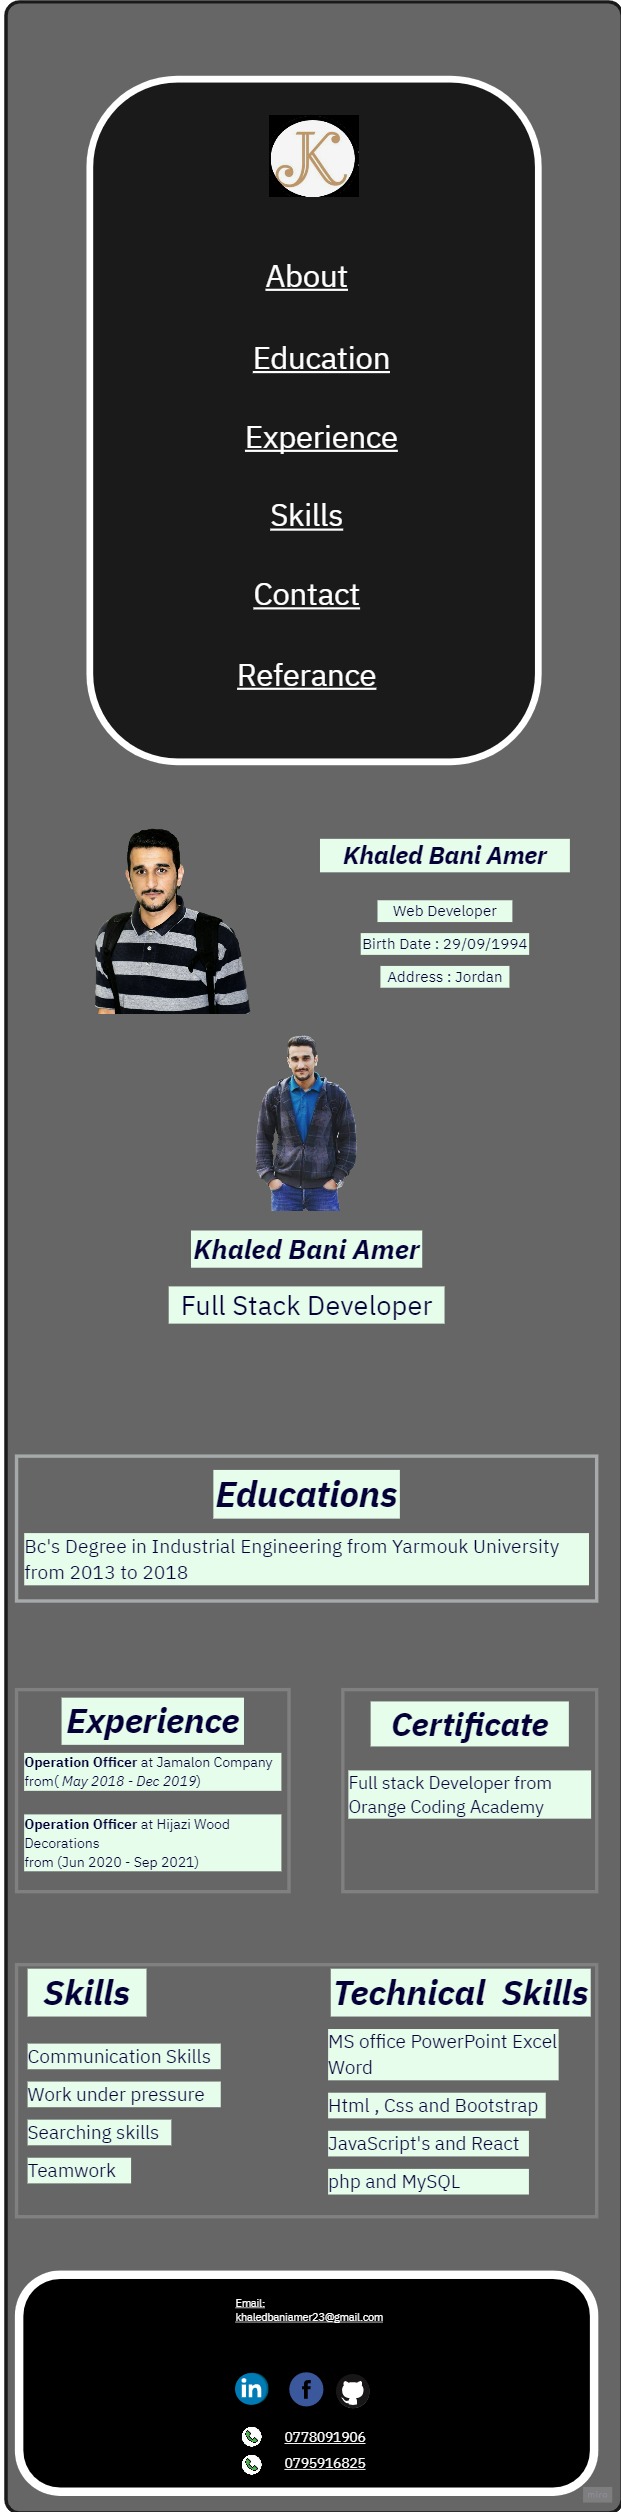 JK
About
Education
Experience
Skills
Contact
Referance
Khaled Bani Amer
Web Developer
Birth Date : 29/09/1994
Address : Jordan
Khaled Bani Amer
Full Stack Developer
Educations
Bc's Degree in Industrial Engineering from Yarmouk University
from 2013 to 2018
Experience
Operation Officer at Jamalon Company
from( May 2018 - Dec 2019)
Operation Officer at Hijazi Wood
Decorations
from (Jun 2020 - Sep 2021)
Certificate
Full stack Developer from
Orange Coding Academy
Skills
Communication Skills
Work under pressure
Searching skills
Teamwork
Technical Skills
MS office PowerPoint Excel
Word
Html , Css and Bootstrap
JavaScript's and React
php and MySQL
Email:
khaledbaniamer23@gmail.com
in
f
0778091906
0795916825
miro